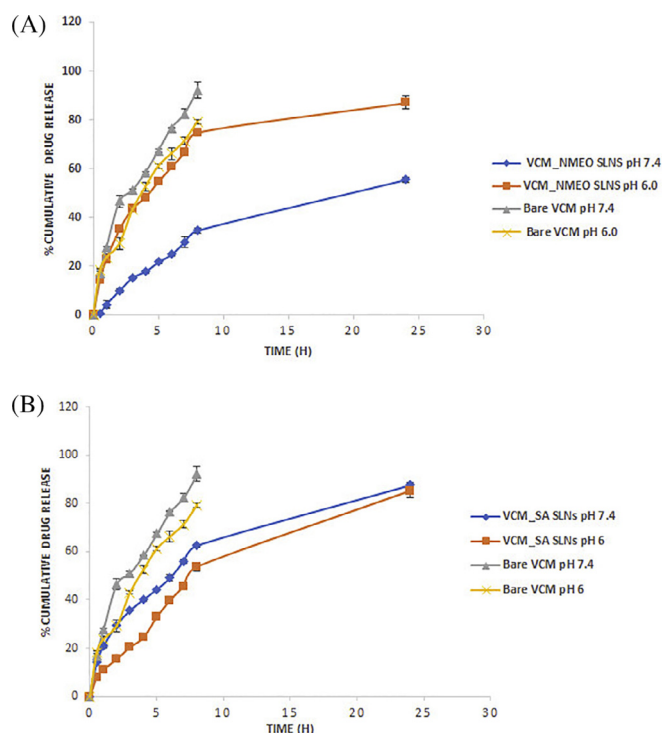 (A)
120
100
80
60
40
20
0
% CUMULATIVE DRUG RELEASE
0 5 10 15 20 25 30
TIME (H)
VCM_NMEO SLNS pH 7.4
VCM_NMEO SLNS pH 6.0
Bare VCM pH 7.4
Bare VCM pH 6.0
(B)
120
100
80
60
40
20
0
% CUMULATIVE DRUG RELEASE
0 5 10 15 20 25 30
TIME (H)
VCM_SA SLNs pH 7.4
VCM_SA SLNs pH 6
Bare VCM pH 7.4
Bare VCM pH 6